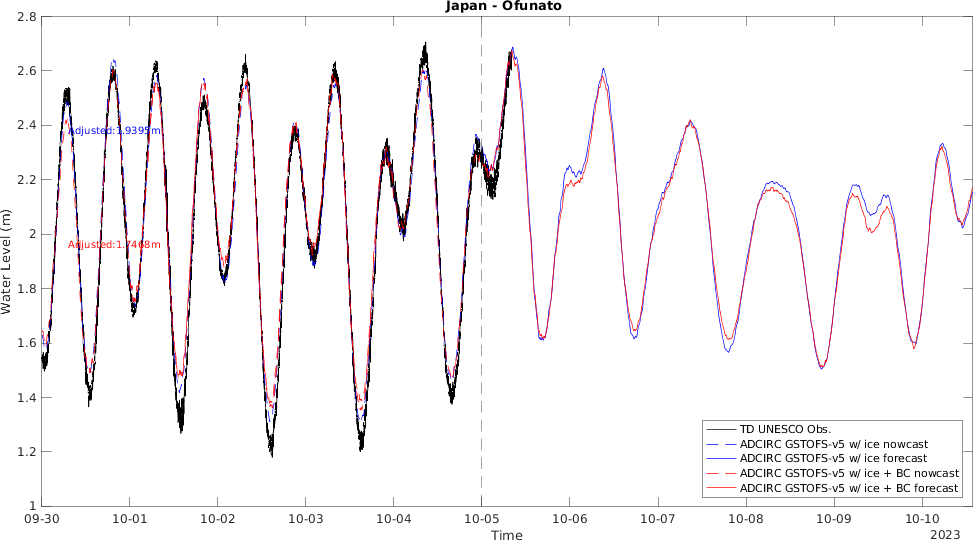 Japan - Ofunato
2.8
2.6
2.4
2.2
2
1.8
1.6
1.4
1.2
1
Water Level (m)
Adjusted:1.9395m
Adjusted:1.7468m
TD UNESCO Obs.
ADCIRC GSTOFS-v5 w/ ice nowcast
ADCIRC GSTOFS-v5 w/ ice forecast
ADCIRC GSTOFS-v5 w/ ice + BC nowcast
ADCIRC GSTOFS-v5 w/ ice + BC forecast
09-30 10-01 10-02 10-03 10-04 10-05 10-06 10-07 10-08 10-09 10-10
Time
2023